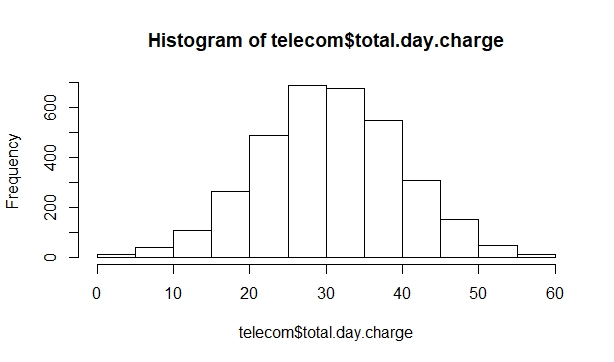 Histogram of telecom$total.day.charge
Frequency
0 200 400 600
0 10 20 30 40 50 60
telecom$total.day.charge